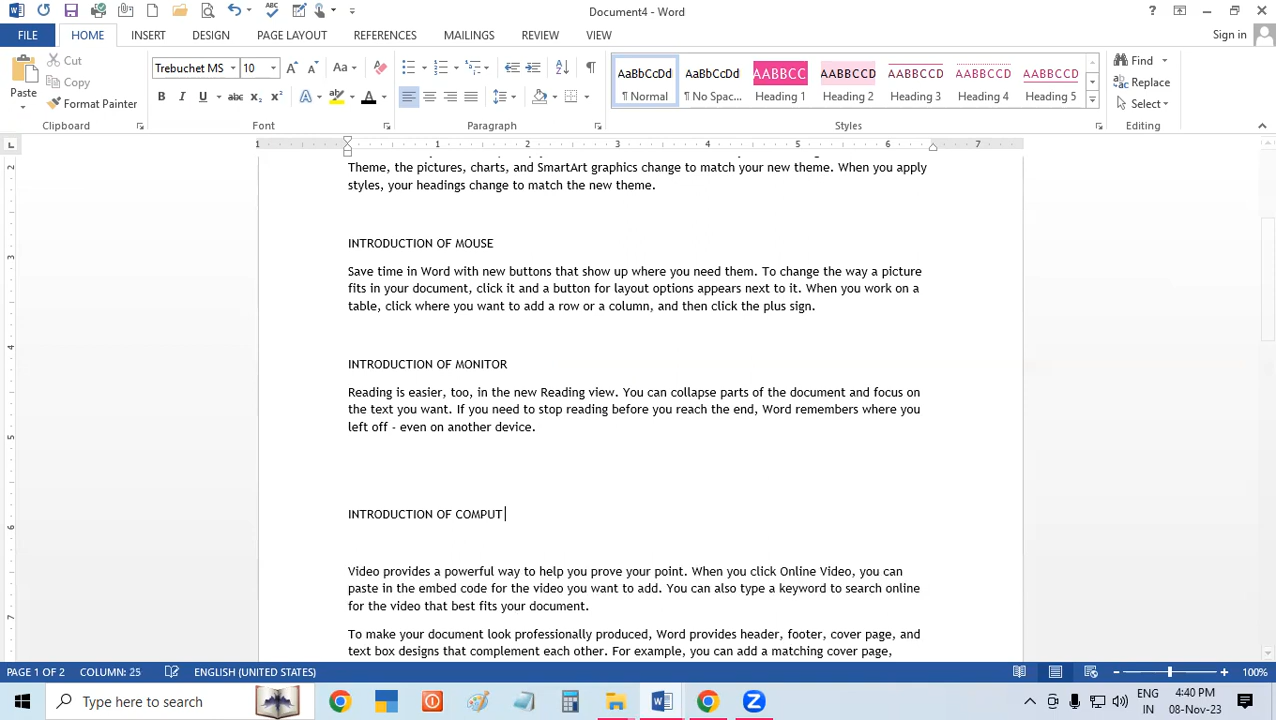 Document4 - Word
Sign in
FILE HOME INSERT DESIGN PAGE LAYOUT REFERENCES MAILINGS REVIEW VIEW
Cut
Copy
Format Painter
Paste
Clipboard
Trebuchet MS 10
Font
Paragraph
AaBbCcDd AaBbCcDd AABBCC AABBCCD AABBCCD AABBCCD AABBCCD
¶ Normal ¶ No Spac... Heading 1 Heading 2 Heading 3 Heading 4 Heading 5
Styles
Find
Replace
Select
Editing
1 1 2 3 4 5 6 7
2
3
4
5
6
7
Theme, the pictures, charts, and SmartArt graphics change to match your new theme. When you apply
styles, your headings change to match the new theme.
INTRODUCTION OF MOUSE
Save time in Word with new buttons that show up where you need them. To change the way a picture
fits in your document, click it and a button for layout options appears next to it. When you work on a
table, click where you want to add a row or a column, and then click the plus sign.
INTRODUCTION OF MONITOR
Reading is easier, too, in the new Reading view. You can collapse parts of the document and focus on
the text you want. If you need to stop reading before you reach the end, Word remembers where you
left off - even on another device.
INTRODUCTION OF COMPUT
Video provides a powerful way to help you prove your point. When you click Online Video, you can
paste in the embed code for the video you want to add. You can also type a keyword to search online
for the video that best fits your document.
To make your document look professionally produced, Word provides header, footer, cover page, and
text box designs that complement each other. For example, you can add a matching cover page,
PAGE 1 OF 2 COLUMN: 25 ENGLISH (UNITED STATES) 100%
Type here to search
ENG
IN
4:40 PM
08-Nov-23